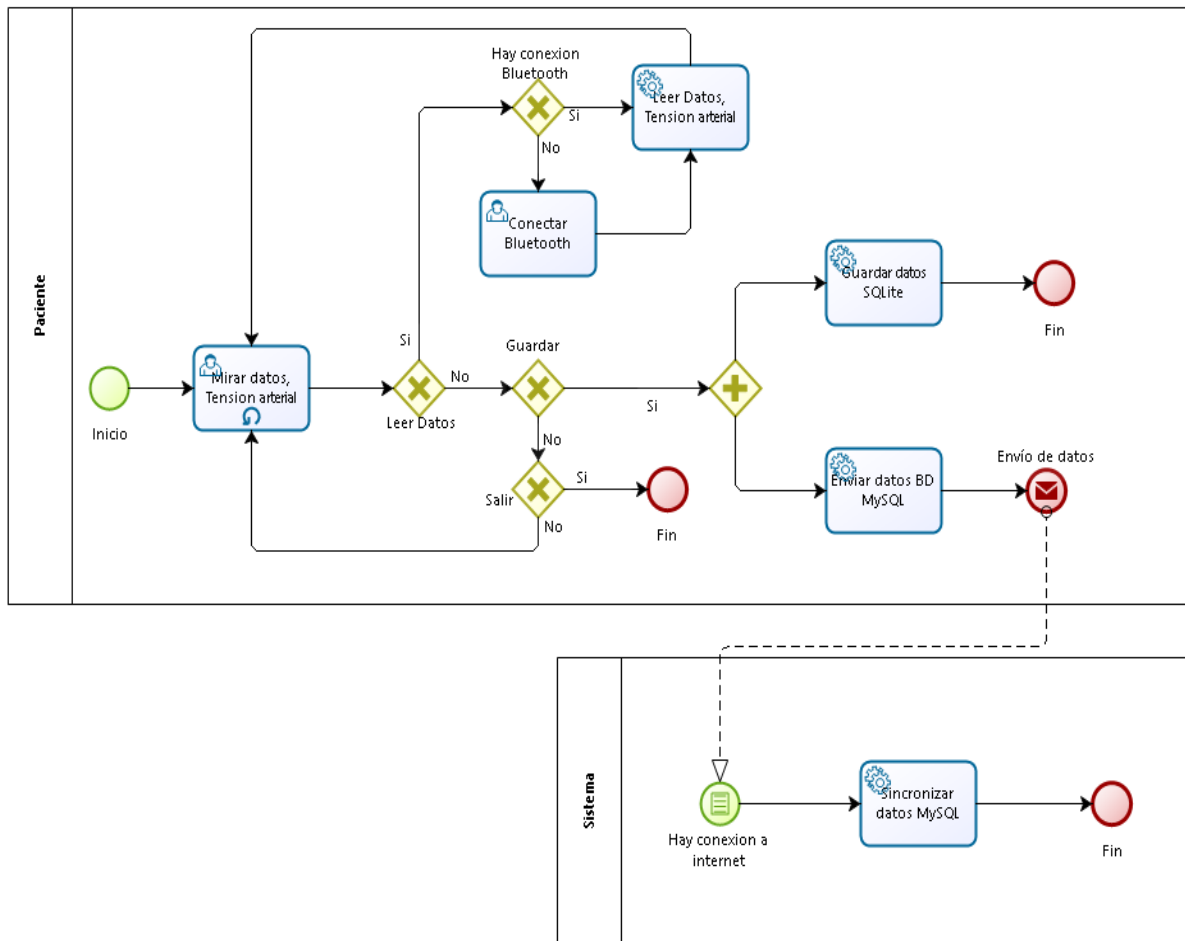 Paciente
Hay conexion
Bluetooth
Si
No
Leer Datos,
Tension arterial
Conectar
Bluetooth
Guardar datos
SQLite
Fin
Inicio
Mirar datos,
Tension arterial
Si
No
Leer Datos
Guardar
Si
No
Salir
Si
No
Fin
Enviar datos BD
MySQL
Envío de datos
Sistema
Hay conexion a
internet
Sincronizar
datos MySQL
Fin